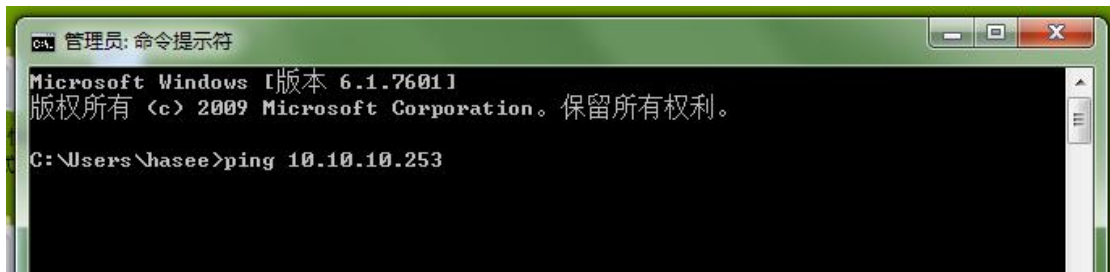 管理员: 命令提示符
Microsoft Windows [版本 6.1.7601]
版权所有 (c) 2009 Microsoft Corporation。保留所有权利。
C:\Users\hasee>ping 10.10.10.253